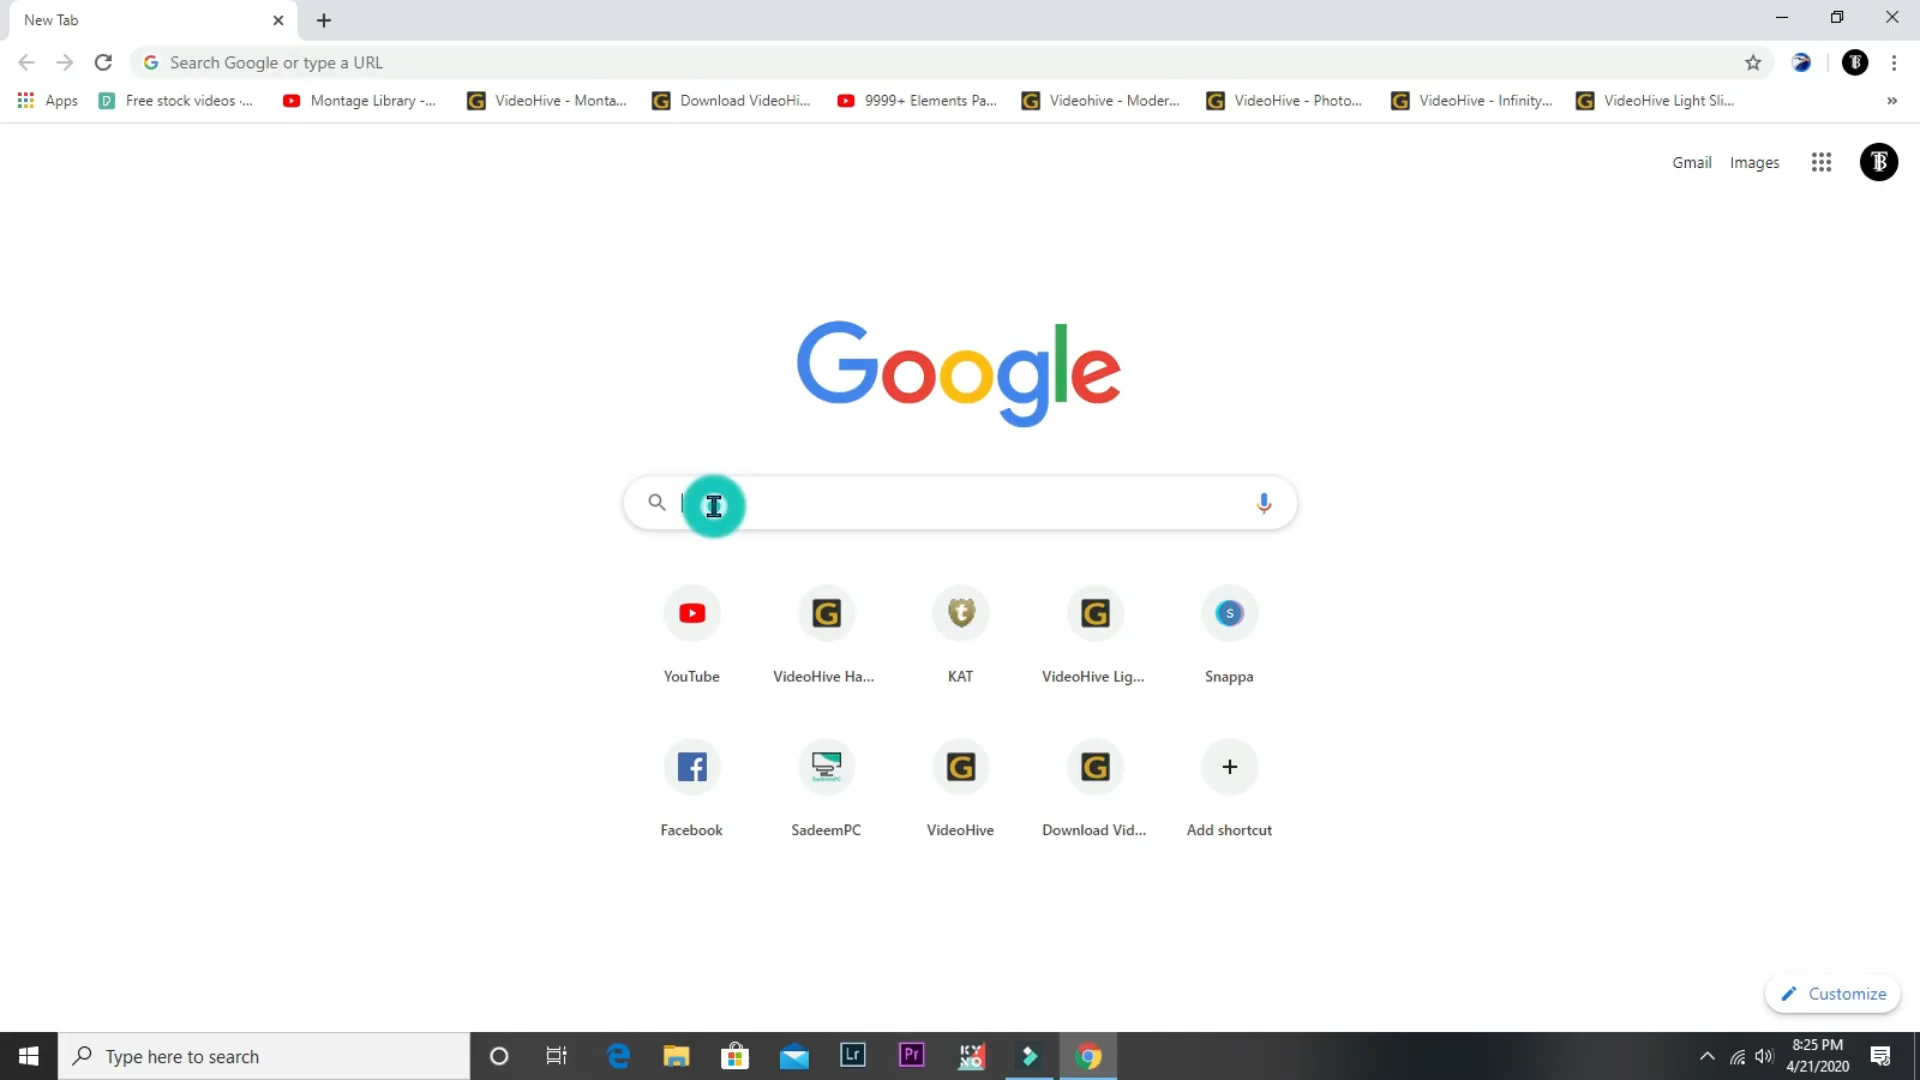 New Tab
Search Google or type a URL
Apps
Free stock videos -...
Montage Library -...
VideoHive - Monta...
Download VideoHi...
9999+ Elements Pa...
Videohive - Moder...
VideoHive - Photo...
VideoHive - Infinity...
VideoHive Light Sli...
Gmail
Images
Google
YouTube
VideoHive Ha...
KAT
VideoHive Lig...
Snappa
Facebook
SadeemPC
VideoHive
Download Vid...
Add shortcut
Customize
Type here to search
Lr
Pr
8:25 PM
4/21/2020